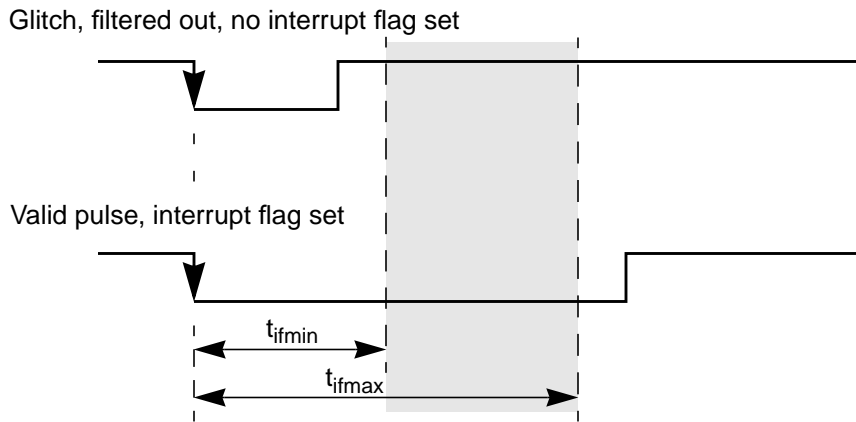 Glitch, filtered out, no interrupt flag set
Valid pulse, interrupt flag set
tifmin
tifmax